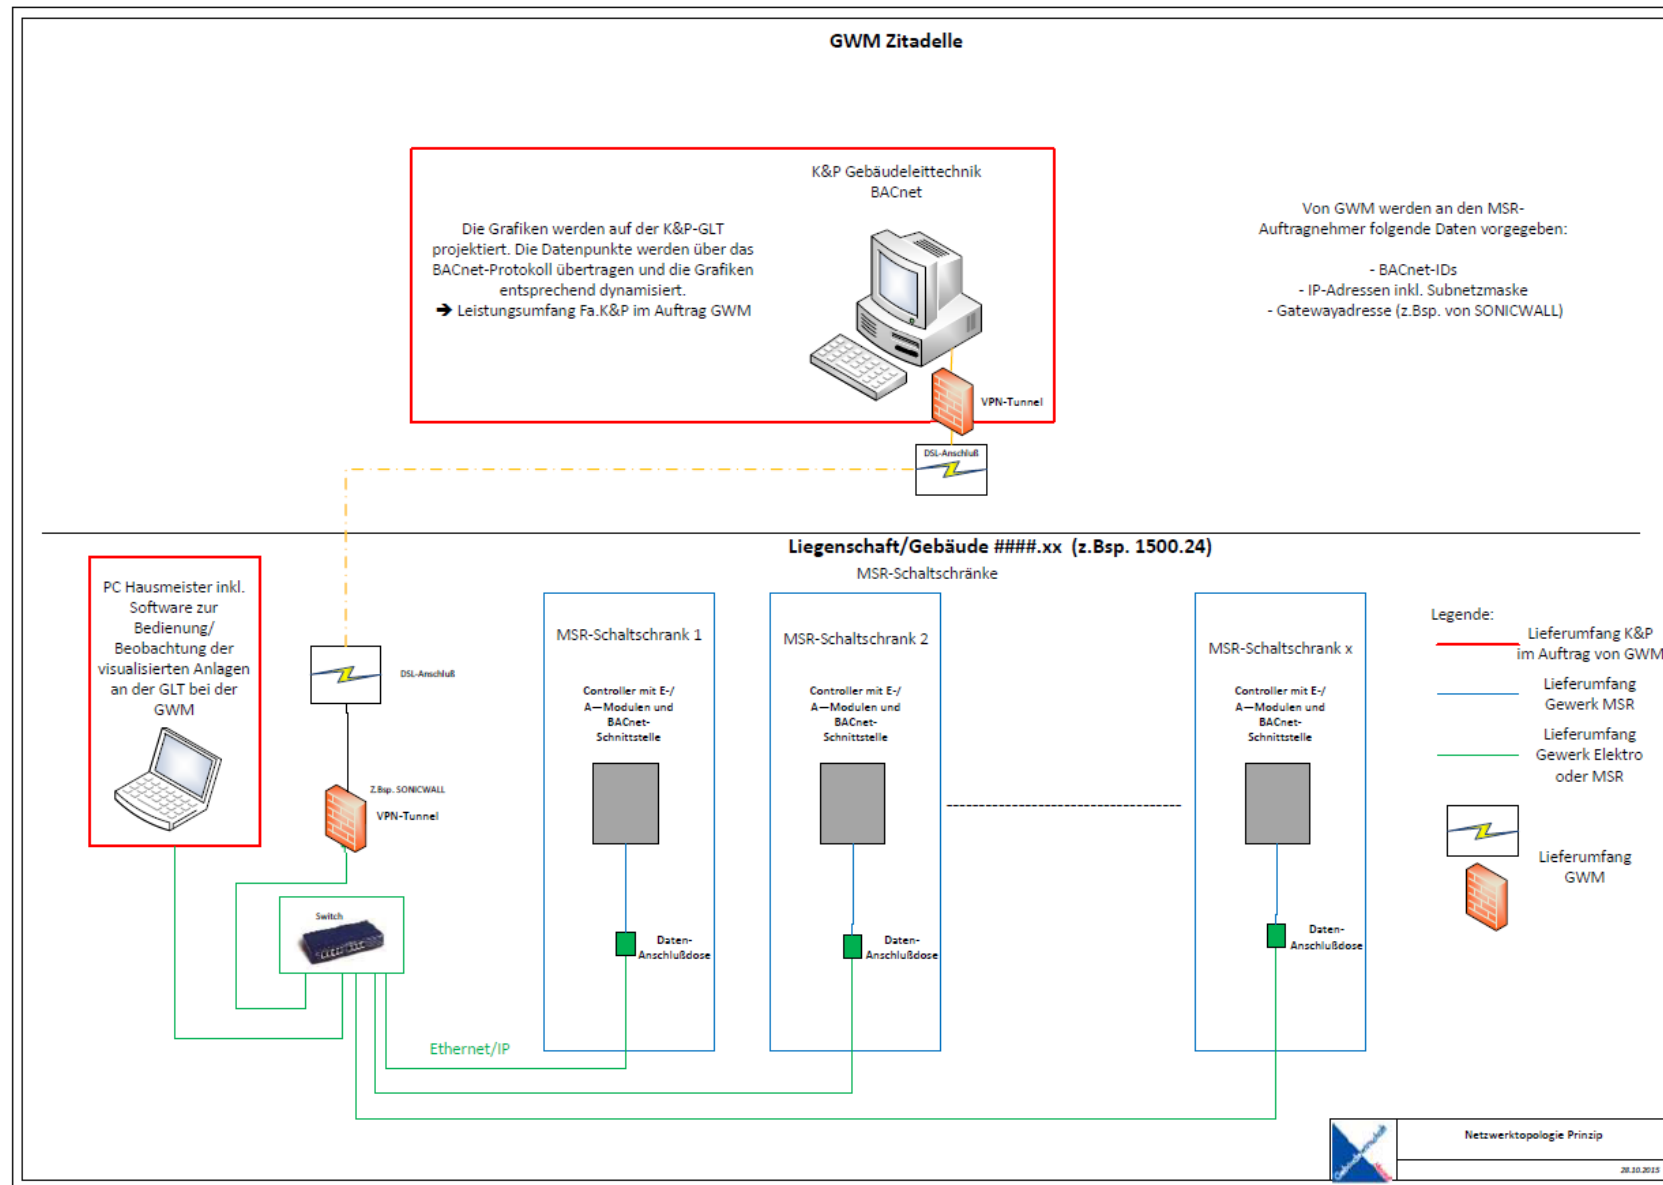 GWM Zitadelle
K&P Gebäudeleittechnik
BACnet
Die Grafiken werden auf der K&P-GLT
projektiert. Die Datenpunkte werden über das
BACnet-Protokoll übertragen und die Grafiken
entsprechend dynamisiert.
➔ Leistungsumfang Fa.K&P im Auftrag GWM
VPN-Tunnel
DSL-Anschluß
Von GWM werden an den MSR-
Auftragnehmer folgende Daten vorgegeben:
- BACnet-IDs
- IP-Adressen inkl. Subnetzmaske
- Gatewayadresse (z.Bsp. von SONICWALL)
Liegenschaft/Gebäude ####.xx (z.Bsp. 1500.24)
MSR-Schaltschränke
PC Hausmeister inkl.
Software zur
Bedienung/
Beobachtung der
visualisierten Anlagen
an der GLT bei der
GWM
DSL-Anschluß
Z.Bsp. SONICWALL
VPN-Tunnel
Switch
Ethernet/IP
MSR-Schaltschrank 1
Controller mit E-/
A—Modulen und
BACnet-
Schnittstelle
Daten-
Anschlußdose
MSR-Schaltschrank 2
Controller mit E-/
A—Modulen und
BACnet-
Schnittstelle
Daten-
Anschlußdose
MSR-Schaltschrank x
Controller mit E-/
A—Modulen und
BACnet-
Schnittstelle
Daten-
Anschlußdose
Legende:
Lieferumfang K&P
im Auftrag von GWM
Lieferumfang
Gewerk MSR
Lieferumfang
Gewerk Elektro
oder MSR
Lieferumfang
GWM
Netzwerktopologie Prinzip
28.10.2015